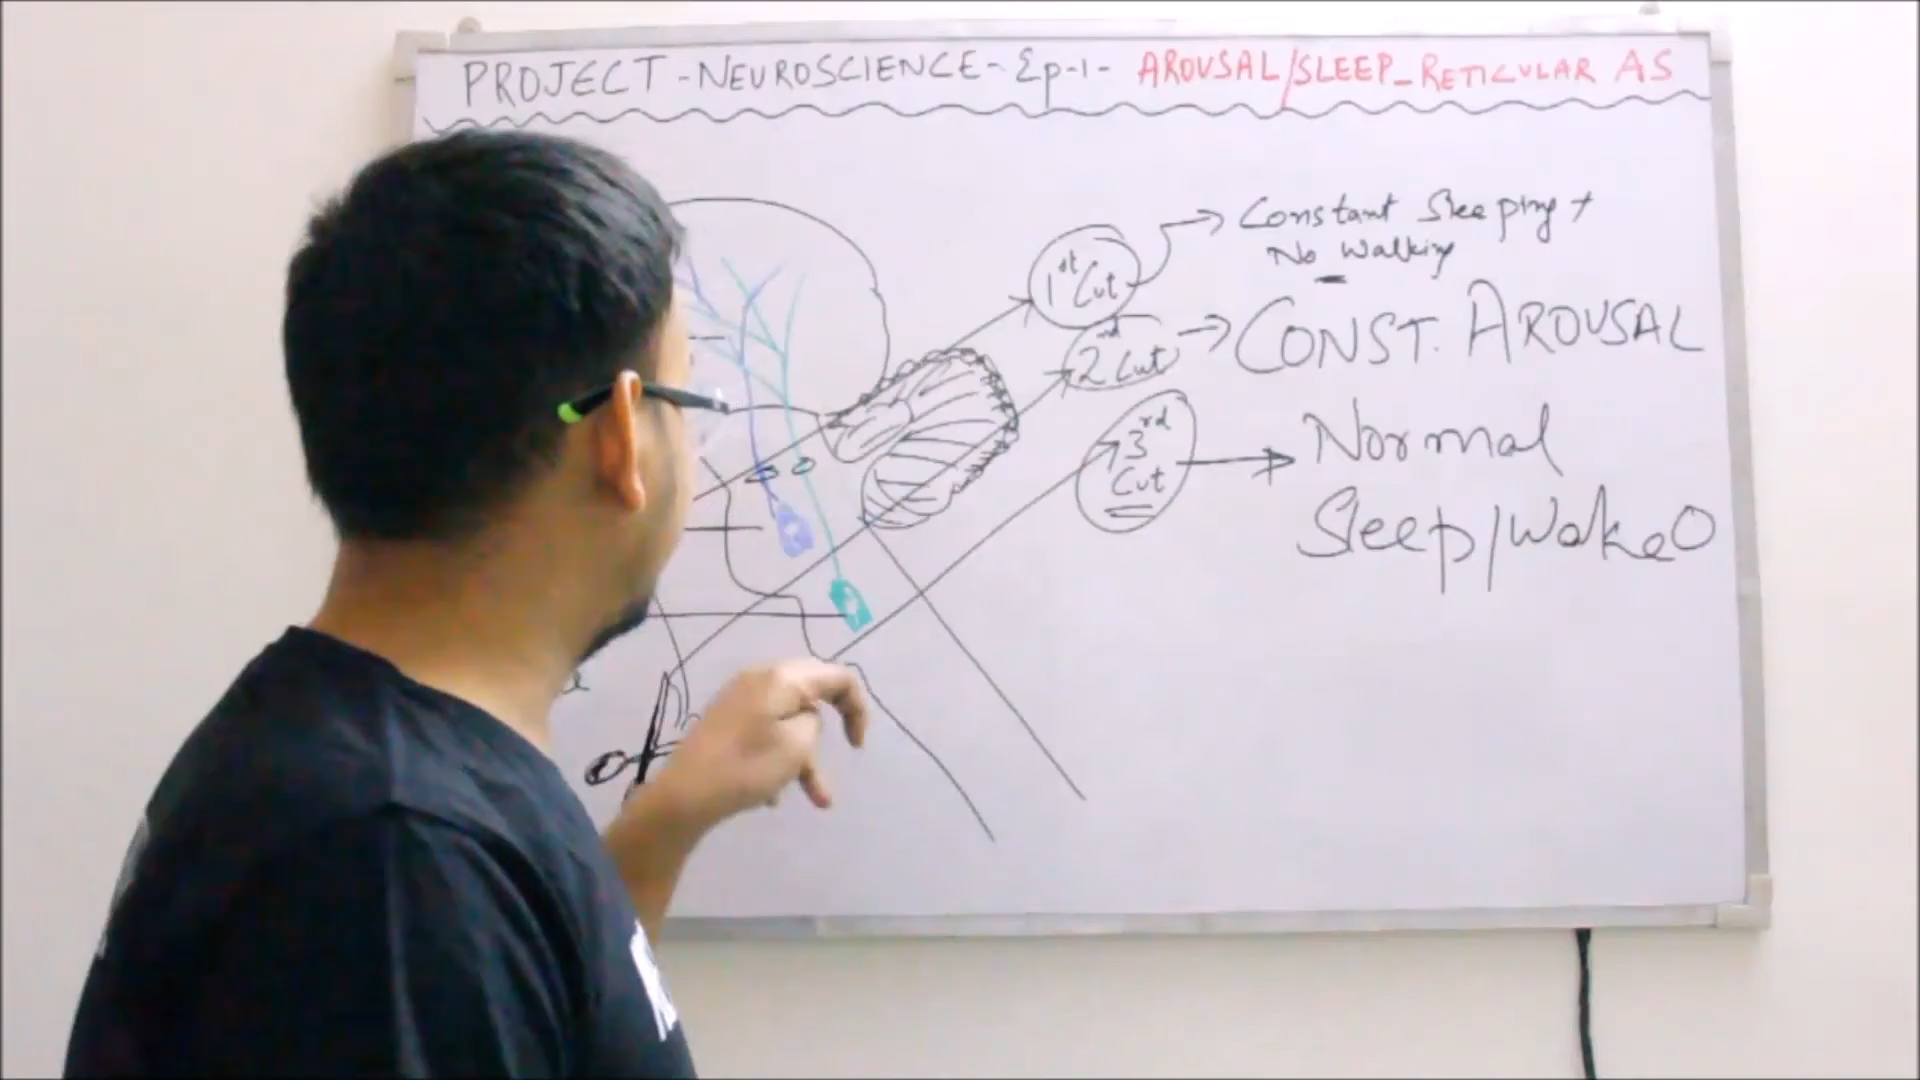 PROJECT - NEUROSCIENCE - Ep-1 - AROUSAL/SLEEP_RETICULAR AS
1st Cut → Constant Sleeping +
No Walking
2nd Cut → CONST. AROUSAL
3rd Cut → Normal
Sleep/Wake